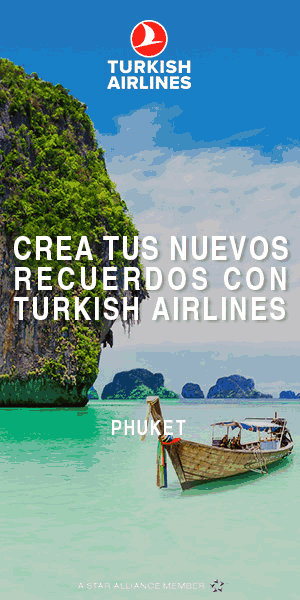 TURKISH
AIRLINES
CREA TUS NUEVOS
RECUERDOS CON
TURKISH AIRLINES
PHUKET
A STAR ALLIANCE MEMBER